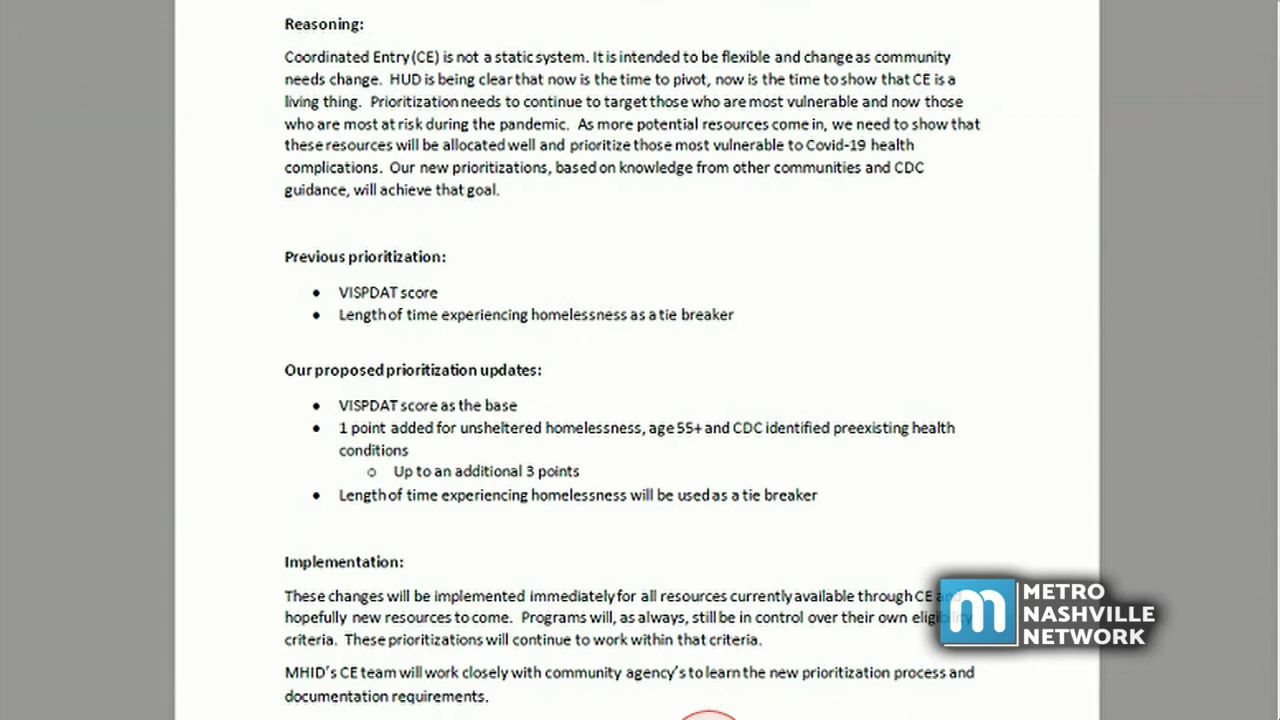 Reasoning:
Coordinated Entry (CE) is not a static system. It is intended to be flexible and change as community
needs change. HUD is being clear that now is the time to pivot, now is the time to show that CE is a
living thing. Prioritization needs to continue to target those who are most vulnerable and now those
who are most at risk during the pandemic. As more potential resources come in, we need to show that
these resources will be allocated well and prioritize those most vulnerable to Covid-19 health
complications. Our new prioritizations, based on knowledge from other communities and CDC
guidance, will achieve that goal.
Previous prioritization:
• VISPDAT score
• Length of time experiencing homelessness as a tie breaker
Our proposed prioritization updates:
• VISPDAT score as the base
• 1 point added for unsheltered homelessness, age 55+ and CDC identified preexisting health
conditions
o Up to an additional 3 points
• Length of time experiencing homelessness will be used as a tie breaker
Implementation:
These changes will be implemented immediately for all resources currently available through CE and
hopefully new resources to come. Programs will, as always, still be in control over their own eligibility
criteria. These prioritizations will continue to work within that criteria.
MHID's CE team will work closely with community agency's to learn the new prioritization process and
documentation requirements.
m METRO
NASHVILLE
NETWORK